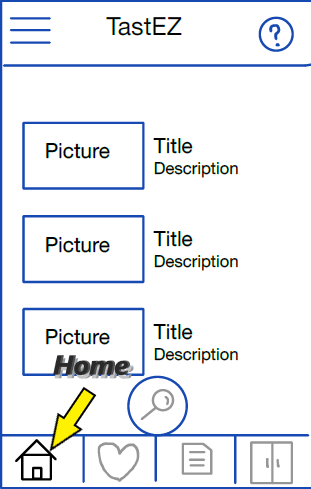 TastEZ
?
Picture
Title
Description
Picture
Title
Description
Picture
Title
Description
Home